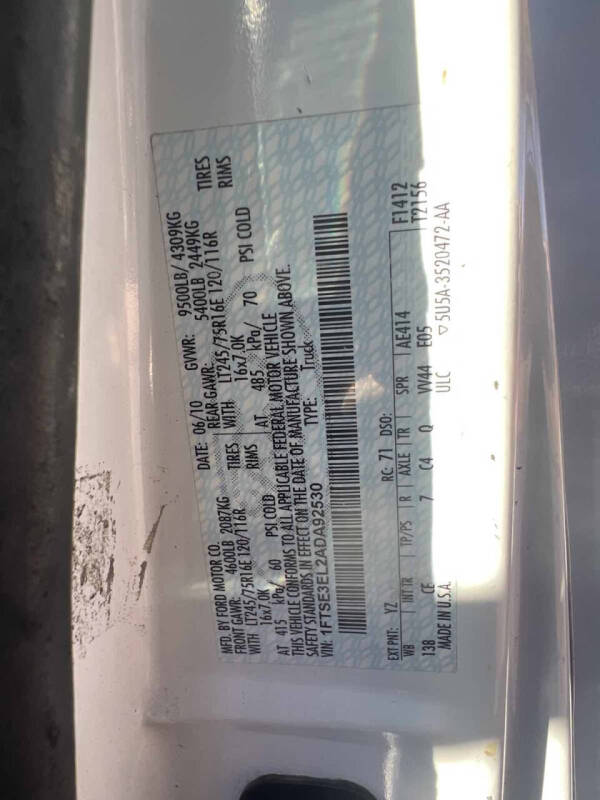 MFD. BY FORD MOTOR CO. DATE: 06/10 GVWR: 9500LB/ 4309KG
FRONT GAWR: 4600LB 2087KG REAR GAWR: 5400LB 2449KG
WITH LT245/75R16E 120/116R TIRES WITH LT245/75R16E 120/116R TIRES
16x7.0K RIMS 16x7.0K RIMS
AT 415 kPa/ 60 PSI COLD AT 485 kPa/ 70 PSI COLD
THIS VEHICLE CONFORMS TO ALL APPLICABLE FEDERAL MOTOR VEHICLE
SAFETY STANDARDS IN EFFECT ON THE DATE OF MANUFACTURE SHOWN ABOVE.
VIN: 1FTSE3EL2ADA92530 TYPE: Truck
EXT PNT: YZ RC: 71 DSO: F1412
WB INT TR TP/PS R AXLE TR SPR AE414 T2156
138 CE 7 C4 Q VV44 E05
MADE IN U.S.A. ULC ▽5U5A-3520472-AA